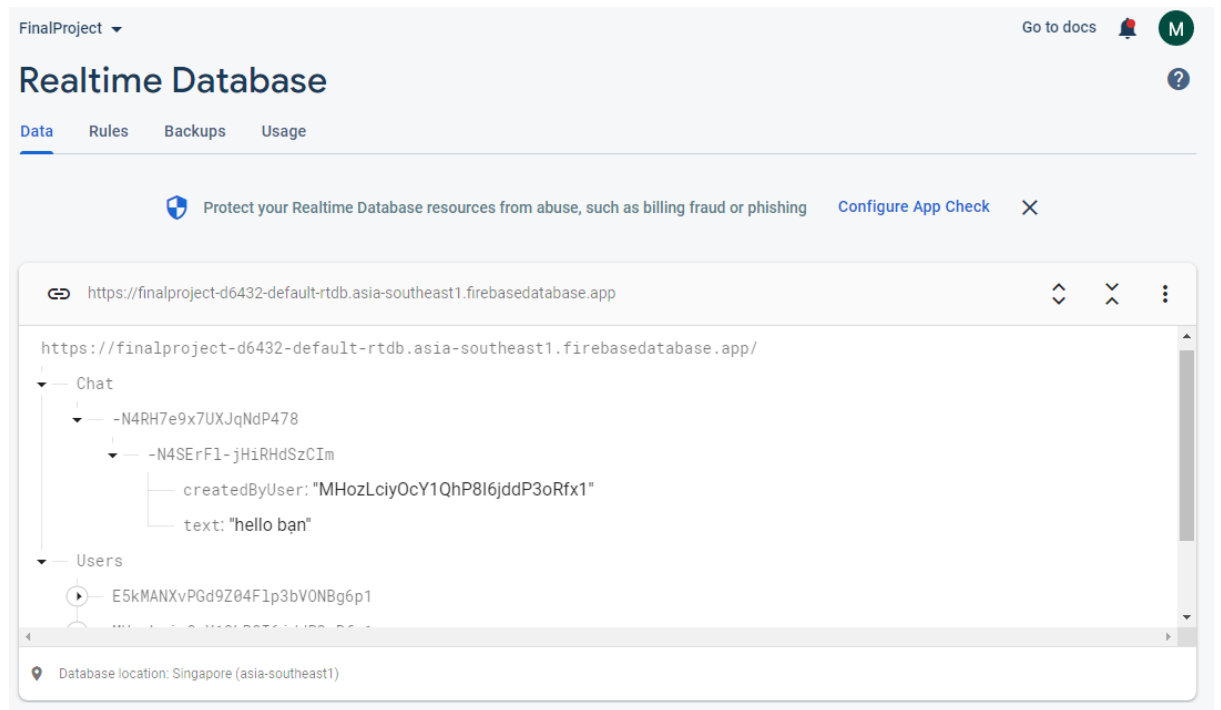 FinalProject Go to docs M
Realtime Database
Data Rules Backups Usage
Protect your Realtime Database resources from abuse, such as billing fraud or phishing Configure App Check
https://finalproject-d6432-default-rtdb.asia-southeast1.firebasedatabase.app
https://finalproject-d6432-default-rtdb.asia-southeast1.firebasedatabase.app/
Chat
-N4RH7e9x7UXJqNdP478
-N4SErFl-jHiRHdSzCIm
createdByUser: "MHozLciyOcY1QhP8I6jddP3oRfx1"
text: "hello bạn"
Users
E5kMANXvPGd9Z04Flp3bVONBg6p1
Database location: Singapore (asia-southeast1)